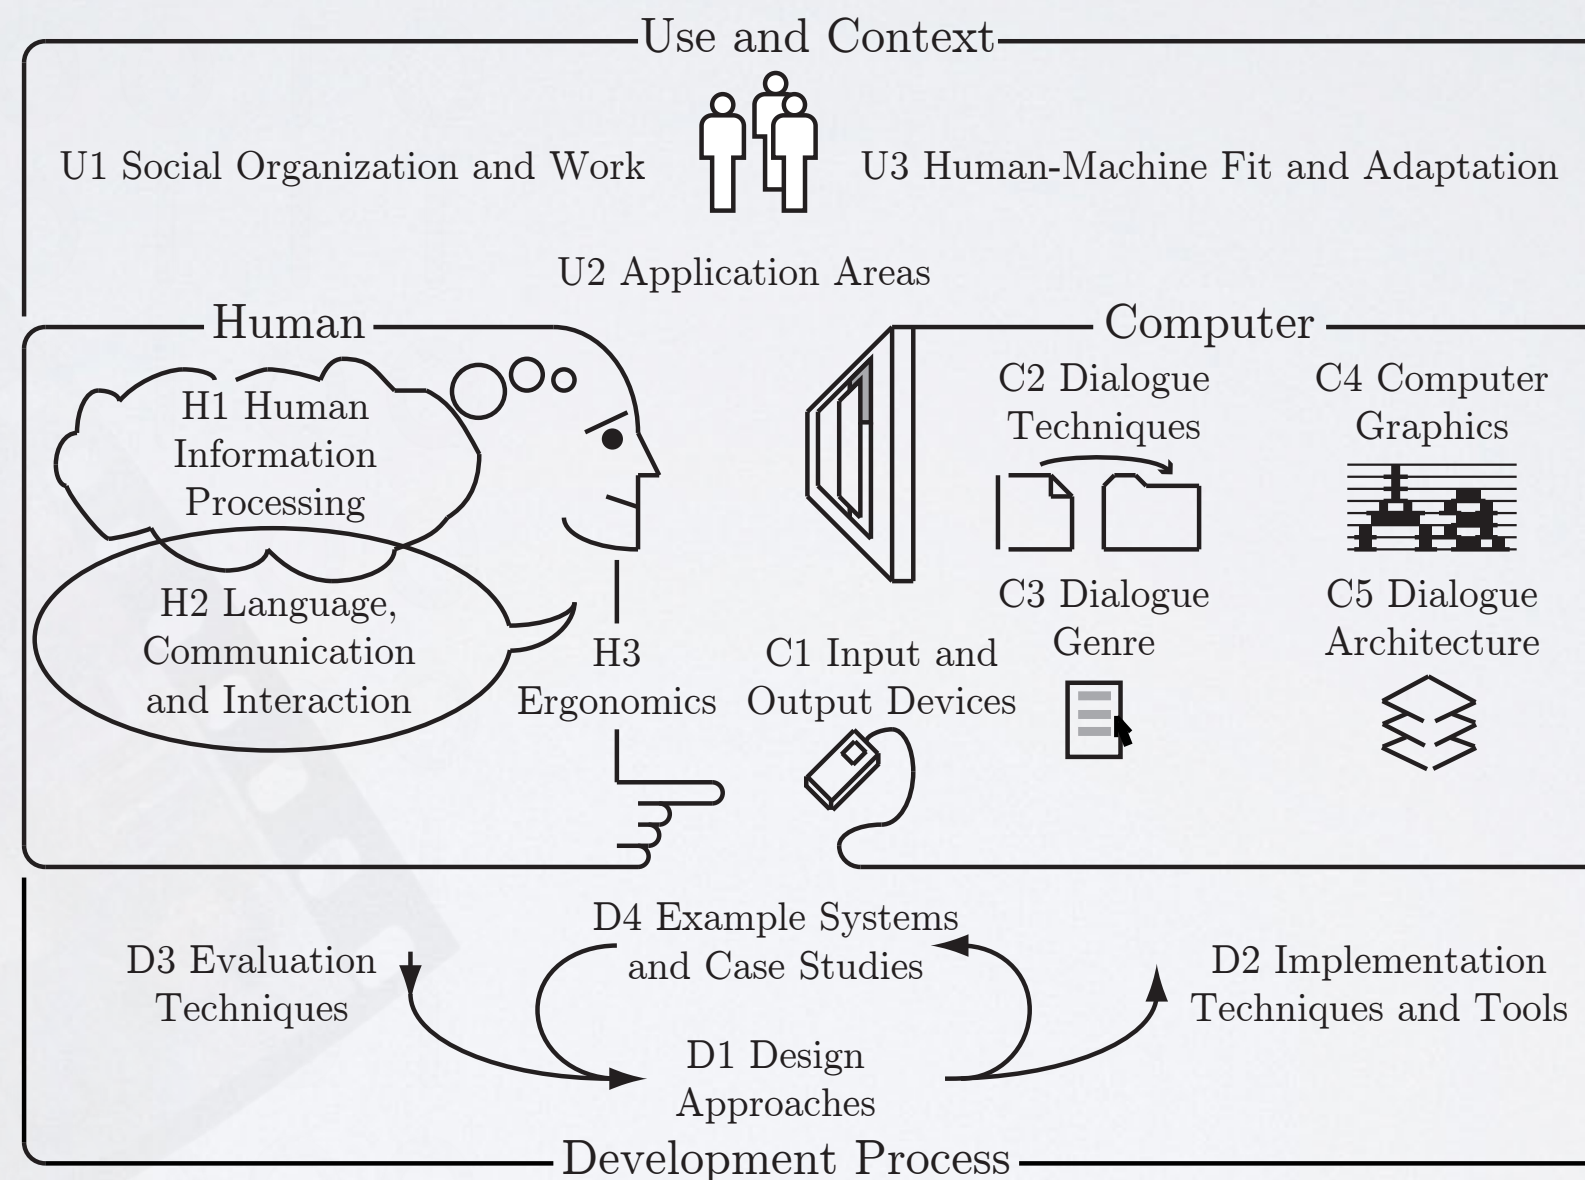 Use and Context
U1 Social Organization and Work
U3 Human-Machine Fit and Adaptation
U2 Application Areas
Human
H1 Human
Information
Processing
H2 Language,
Communication
and Interaction
H3
Ergonomics
Computer
C2 Dialogue
Techniques
C4 Computer
Graphics
C3 Dialogue
Genre
C5 Dialogue
Architecture
C1 Input and
Output Devices
D4 Example Systems
and Case Studies
D3 Evaluation
Techniques
D2 Implementation
Techniques and Tools
D1 Design
Approaches
Development Process